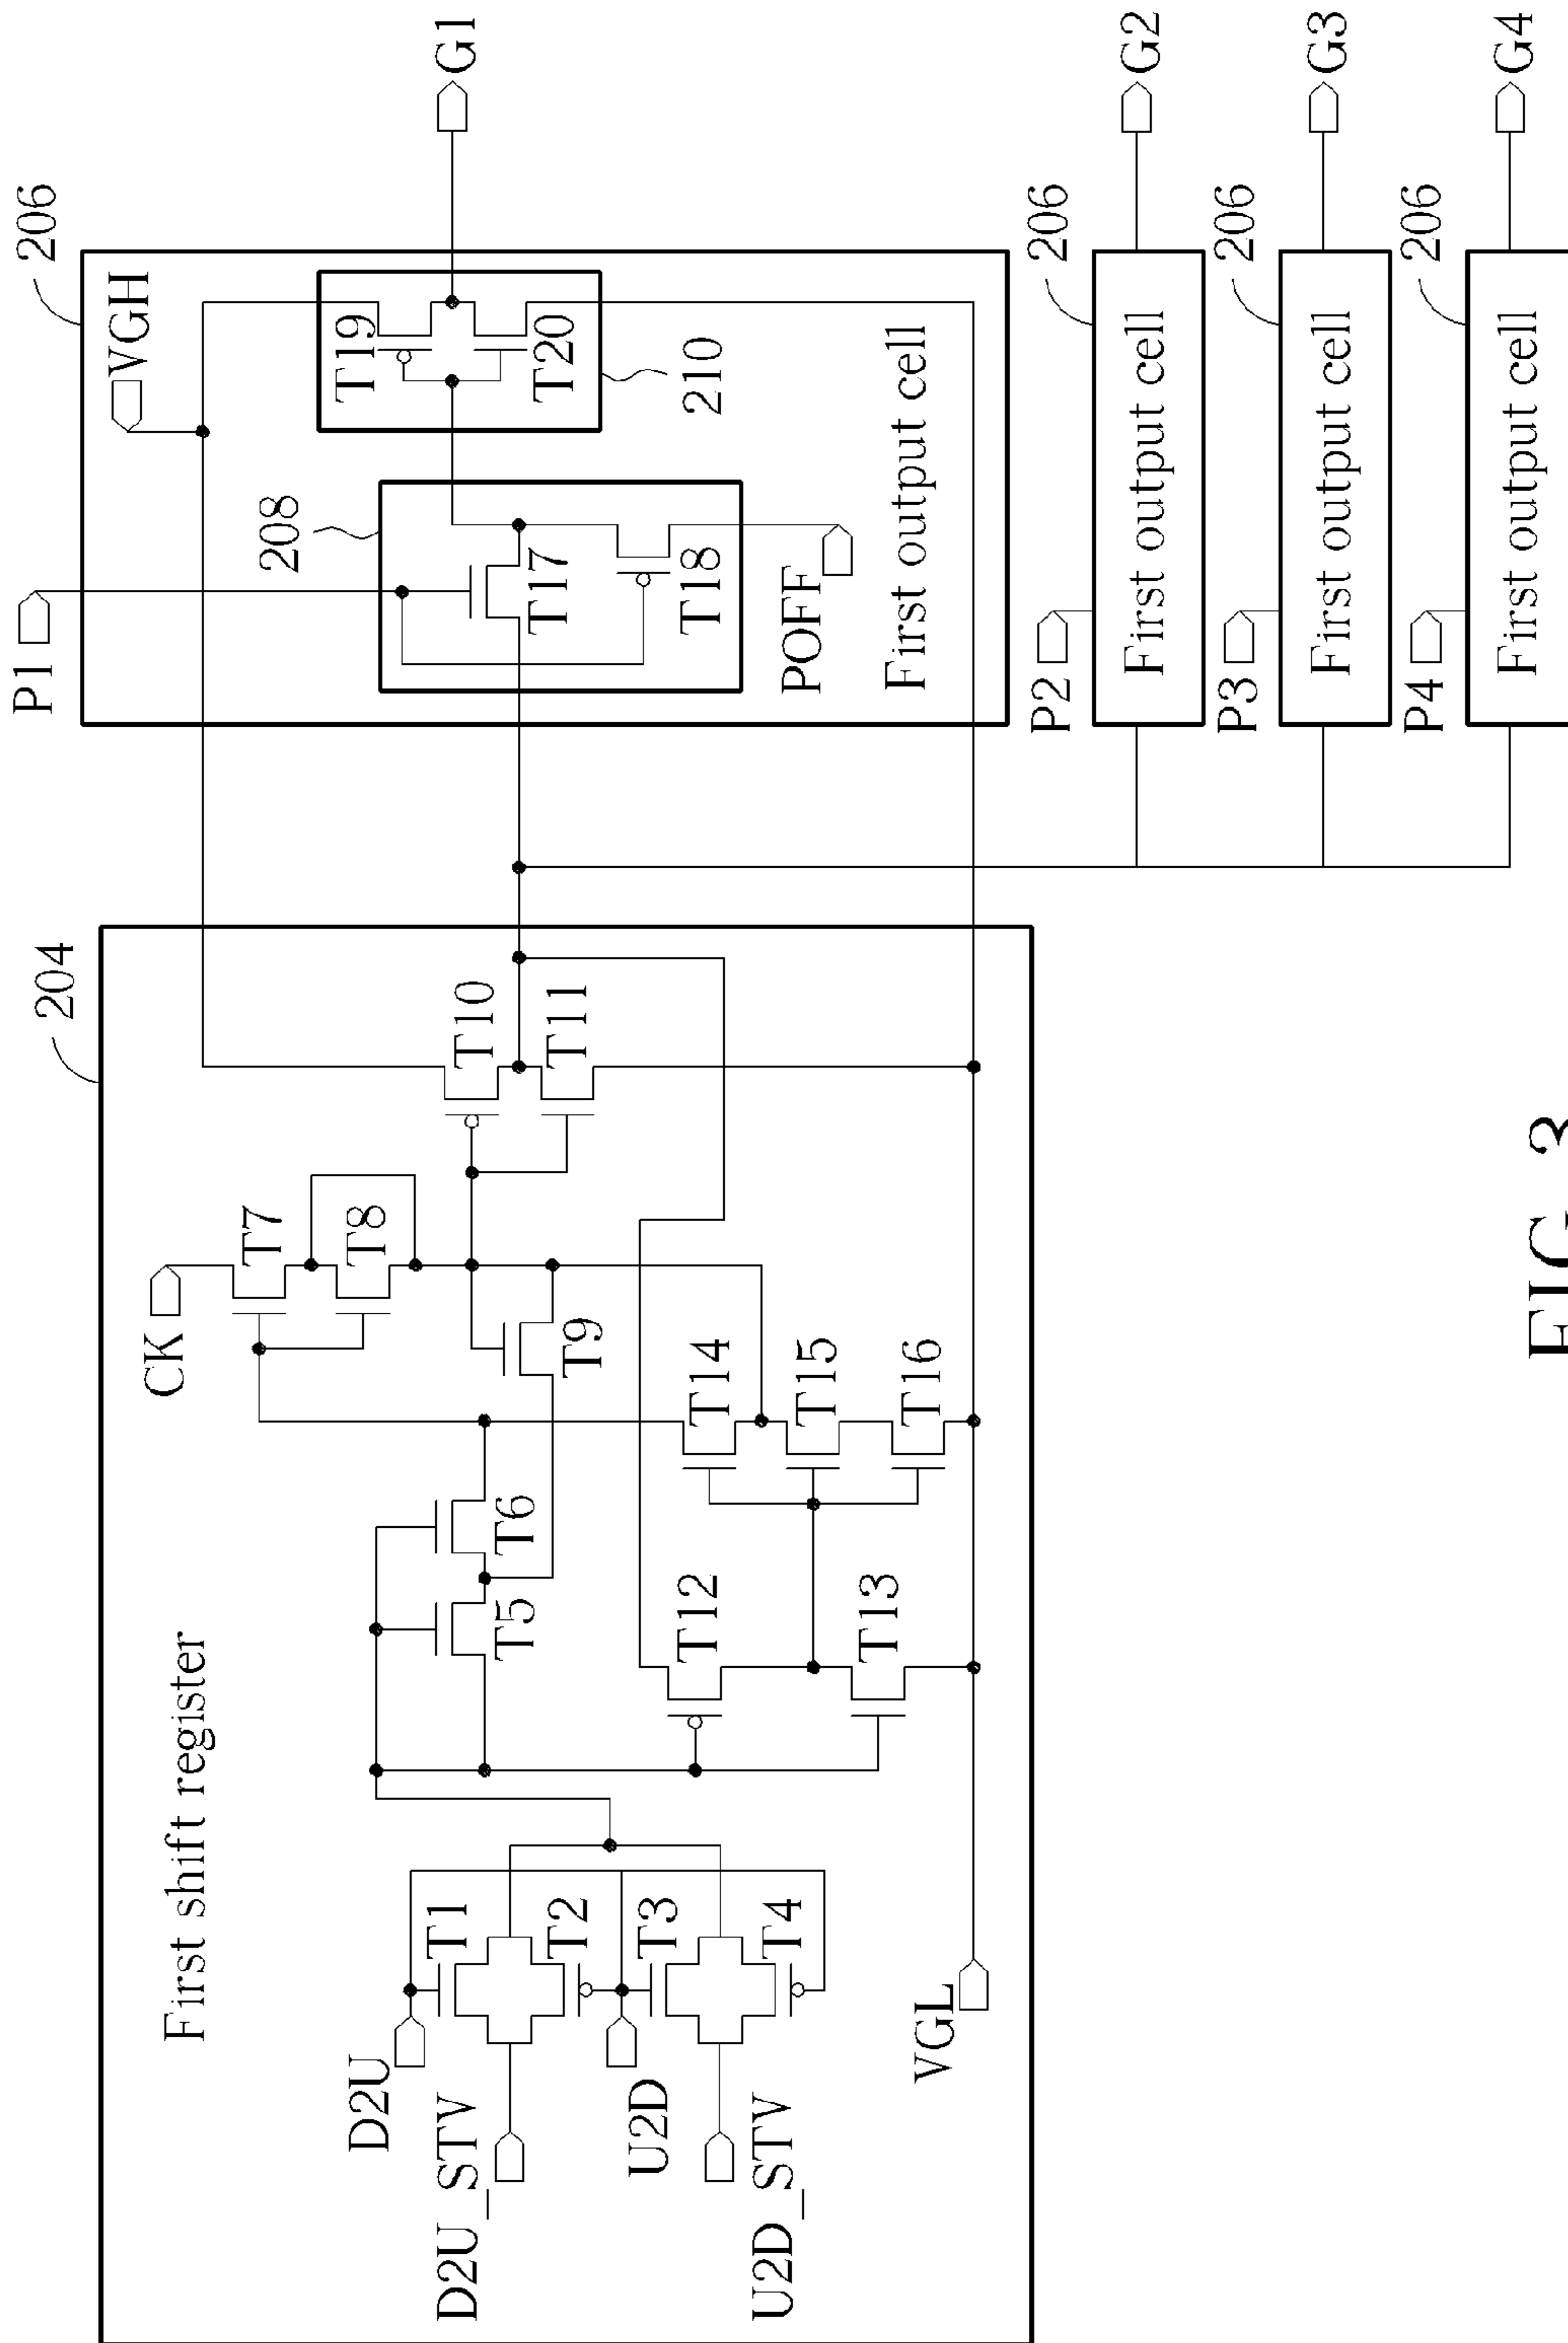 204
First shift register
D2U
D2U_STV
U2D
U2D_STV
VGL
T1
T2
T3
T4
T5
T6
CK
T7
T8
T9
T10
T11
T12
T13
T14
T15
T16
P1
206
VGH
208
T17
T18
POFF
T19
T20
210
First output cell
G1
P2
206
First output cell
G2
P3
206
First output cell
G3
P4
206
First output cell
G4
FIG. 3